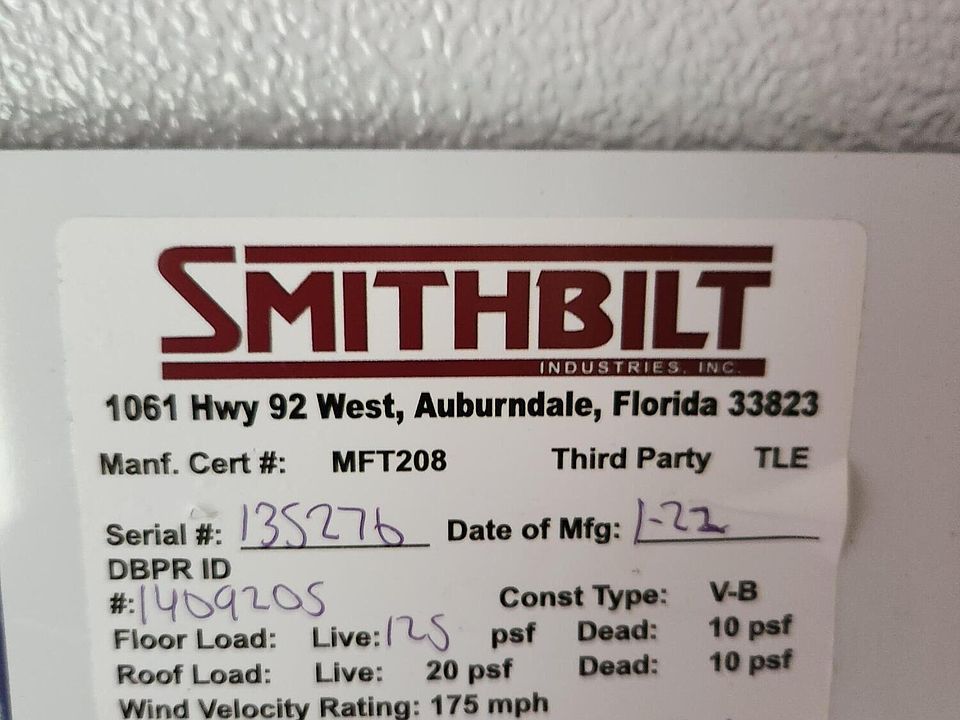 SMITHBILT
INDUSTRIES, INC.
1061 Hwy 92 West, Auburndale, Florida 33823
Manf. Cert #: MFT208 Third Party TLE
Serial #: 135276 Date of Mfg: 1-22
DBPR ID
#: 1409205 Const Type: V-B
Floor Load: Live: 125 psf Dead: 10 psf
Roof Load: Live: 20 psf Dead: 10 psf
Wind Velocity Rating: 175 mph